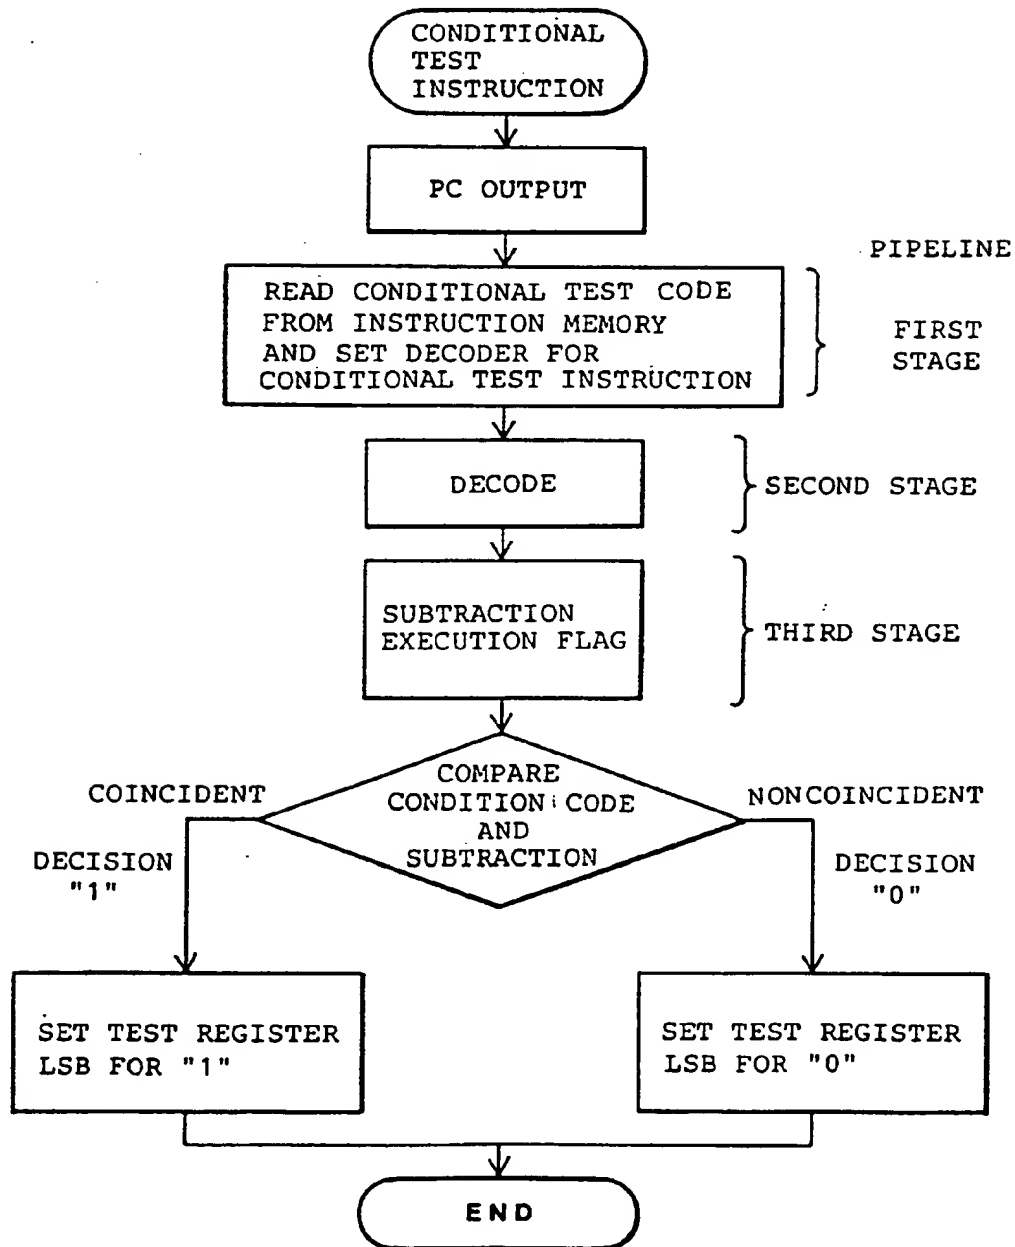 CONDITIONAL
TEST
INSTRUCTION
PC OUTPUT
PIPELINE
READ CONDITIONAL TEST CODE
FROM INSTRUCTION MEMORY
AND SET DECODER FOR
CONDITIONAL TEST INSTRUCTION
FIRST
STAGE
DECODE
SECOND STAGE
SUBTRACTION
EXECUTION FLAG
THIRD STAGE
COMPARE
CONDITION CODE
AND
SUBTRACTION
COINCIDENT
NONCOINCIDENT
DECISION
"1"
DECISION
"0"
SET TEST REGISTER
LSB FOR "1"
SET TEST REGISTER
LSB FOR "0"
END